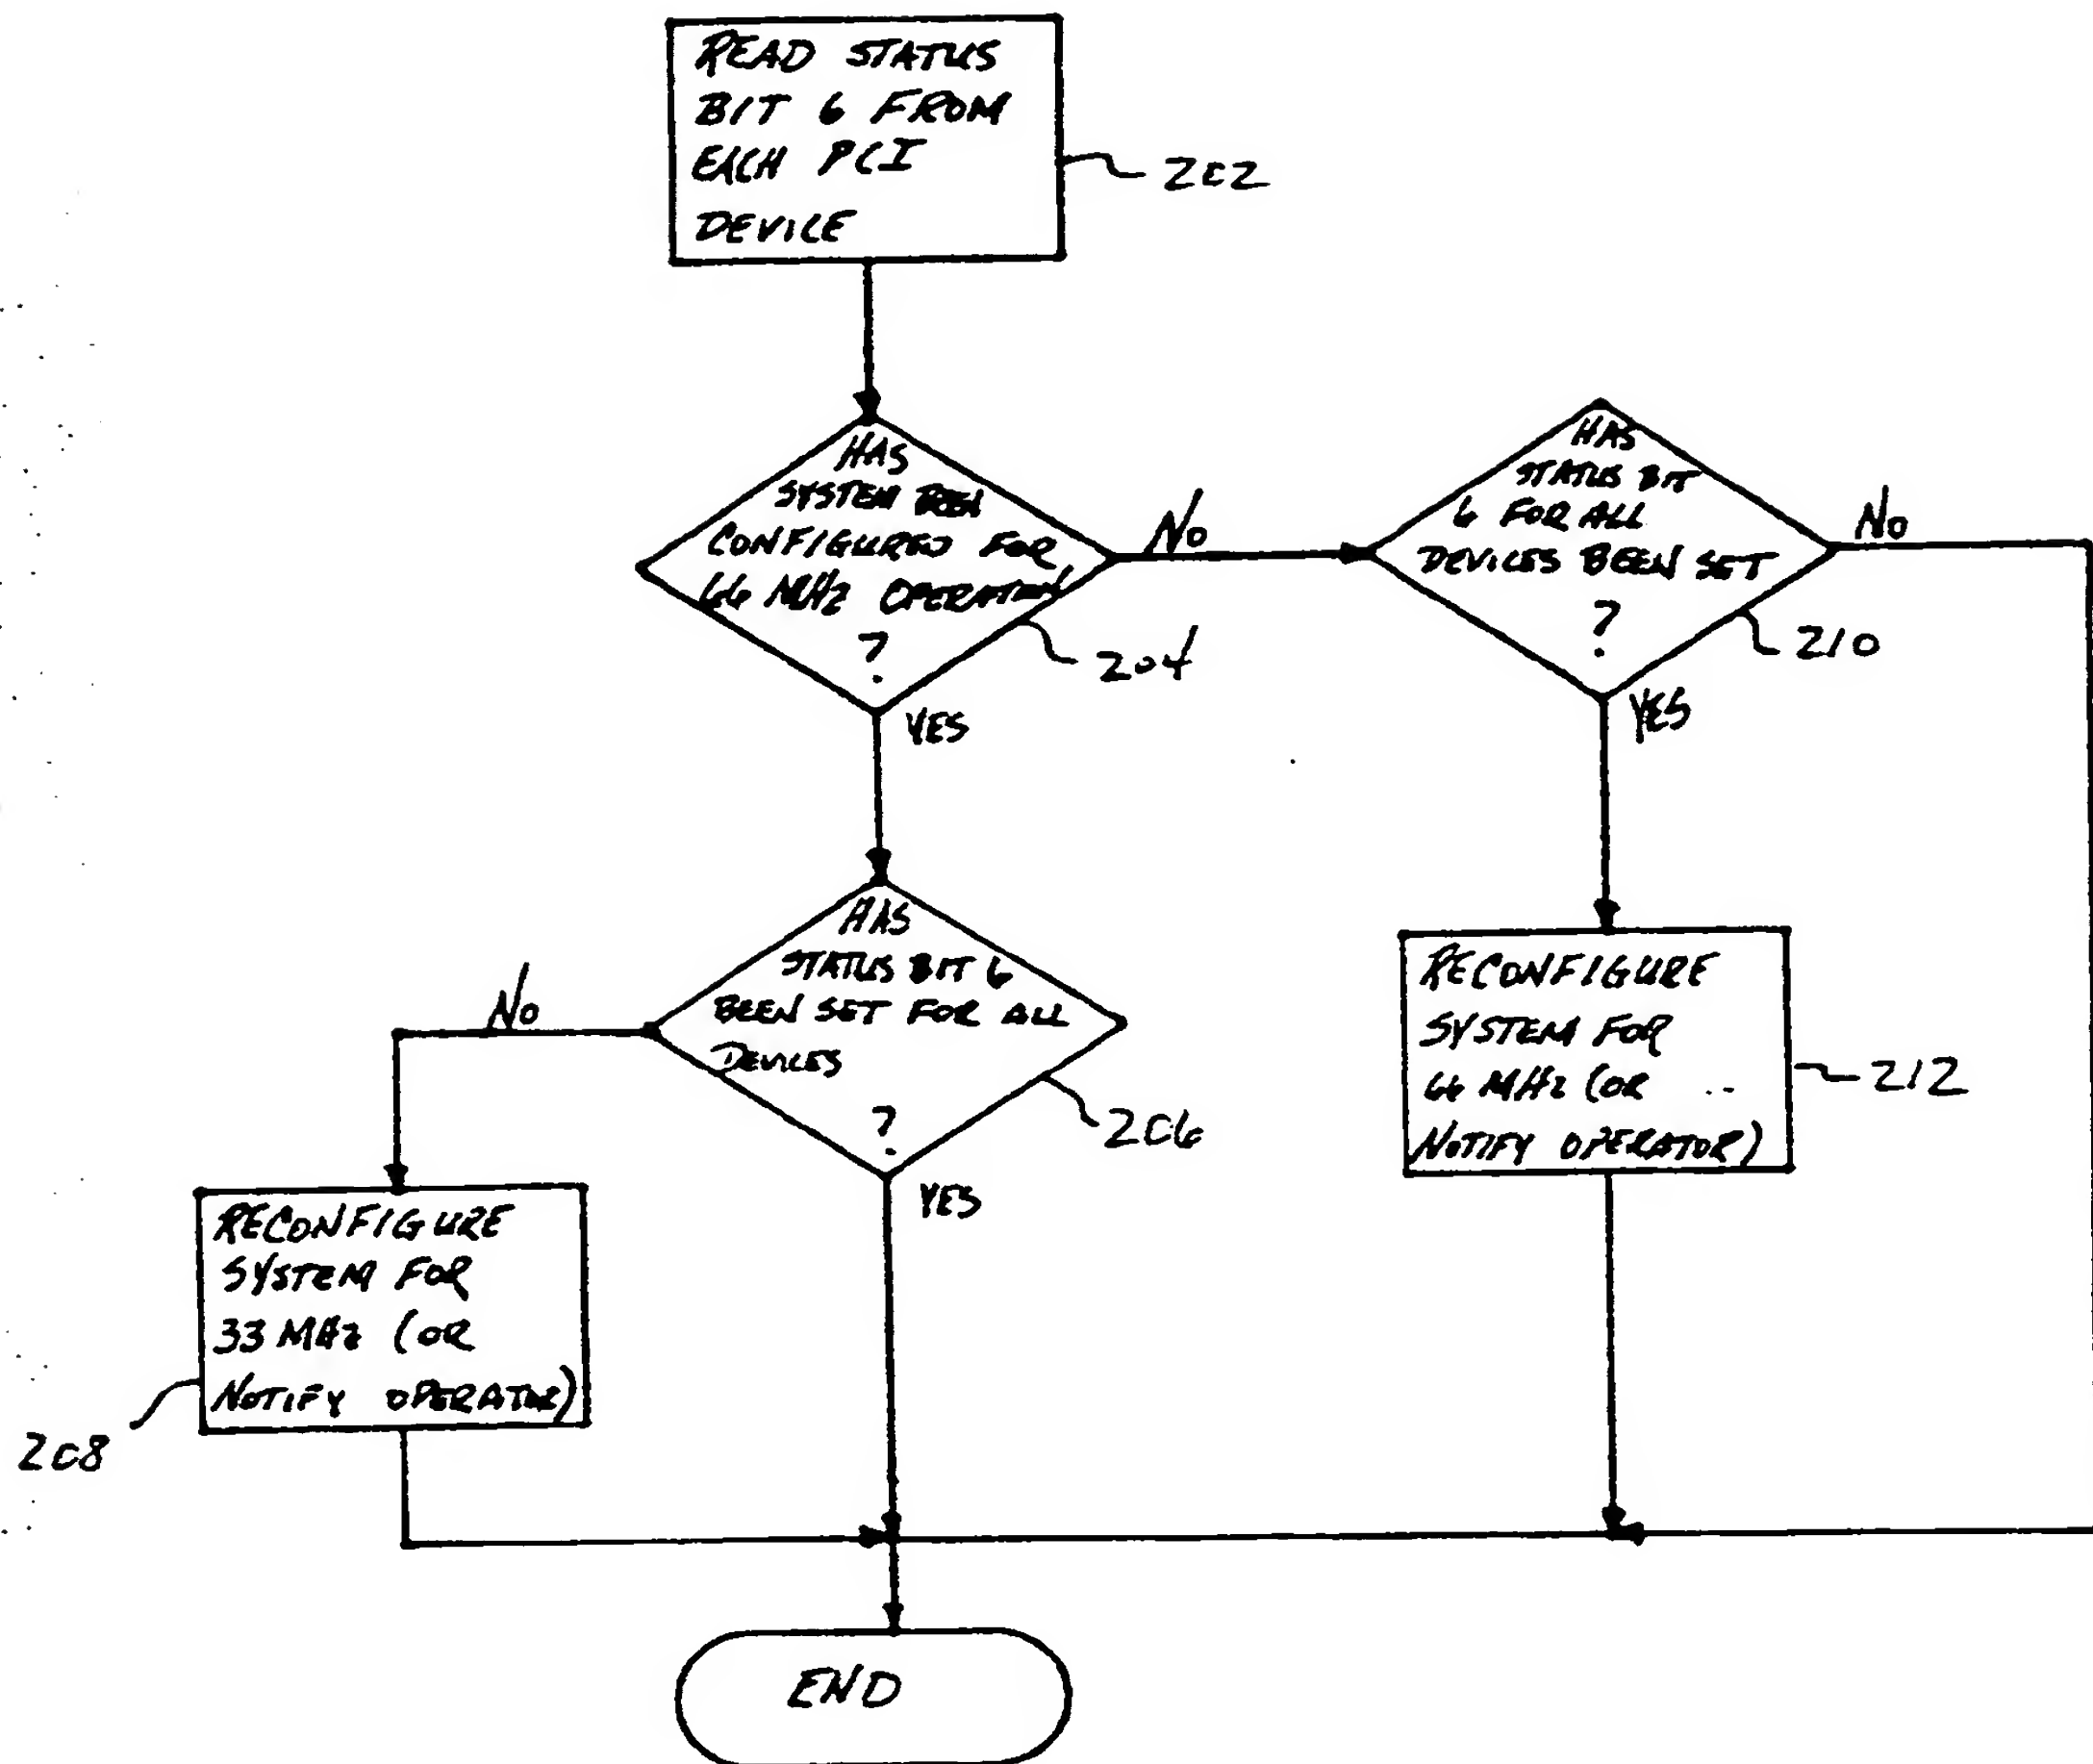 READ STATUS
BIT 6 FROM
EACH PCI
DEVICE
202
HAS
SYSTEM BEEN
CONFIGURED FOR
66 MHz OPERATION
?
204
No
YES
HAS
STATUS BIT
6 FOR ALL
DEVICES BEEN SET
?
210
No
YES
HAS
STATUS BIT 6
BEEN SET FOR ALL
DEVICES
?
206
No
YES
RECONFIGURE
SYSTEM FOR
66 MHz (OR
NOTIFY OPERATOR)
212
RECONFIGURE
SYSTEM FOR
33 MHz (OR
NOTIFY OPERATOR)
208
END